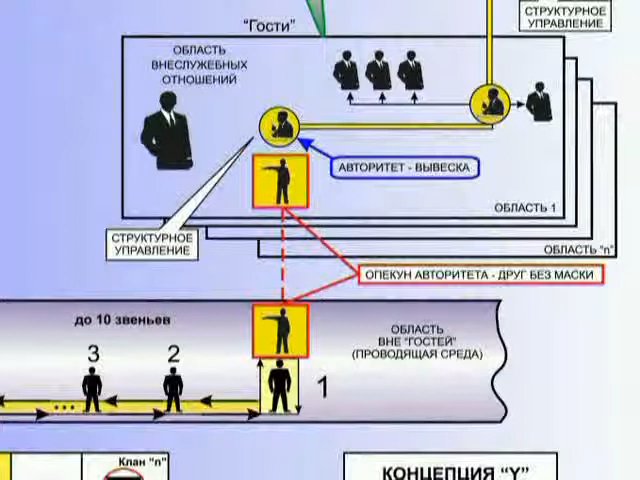 СТРУКТУРНОЕ
УПРАВЛЕНИЕ
"Гости"
ОБЛАСТЬ
ВНЕСЛУЖЕБНЫХ
ОТНОШЕНИЙ
АВТОРИТЕТ - ВЫВЕСКА
ОБЛАСТЬ 1
СТРУКТУРНОЕ
УПРАВЛЕНИЕ
ОБЛАСТЬ "n"
ОПЕКУН АВТОРИТЕТА - ДРУГ БЕЗ МАСКИ
до 10 звеньев
ОБЛАСТЬ
ВНЕ "ГОСТЕЙ"
(ПРОВОДЯЩАЯ СРЕДА)
3
2
1
...
Клан "n"
КОНЦЕПЦИЯ "Y"